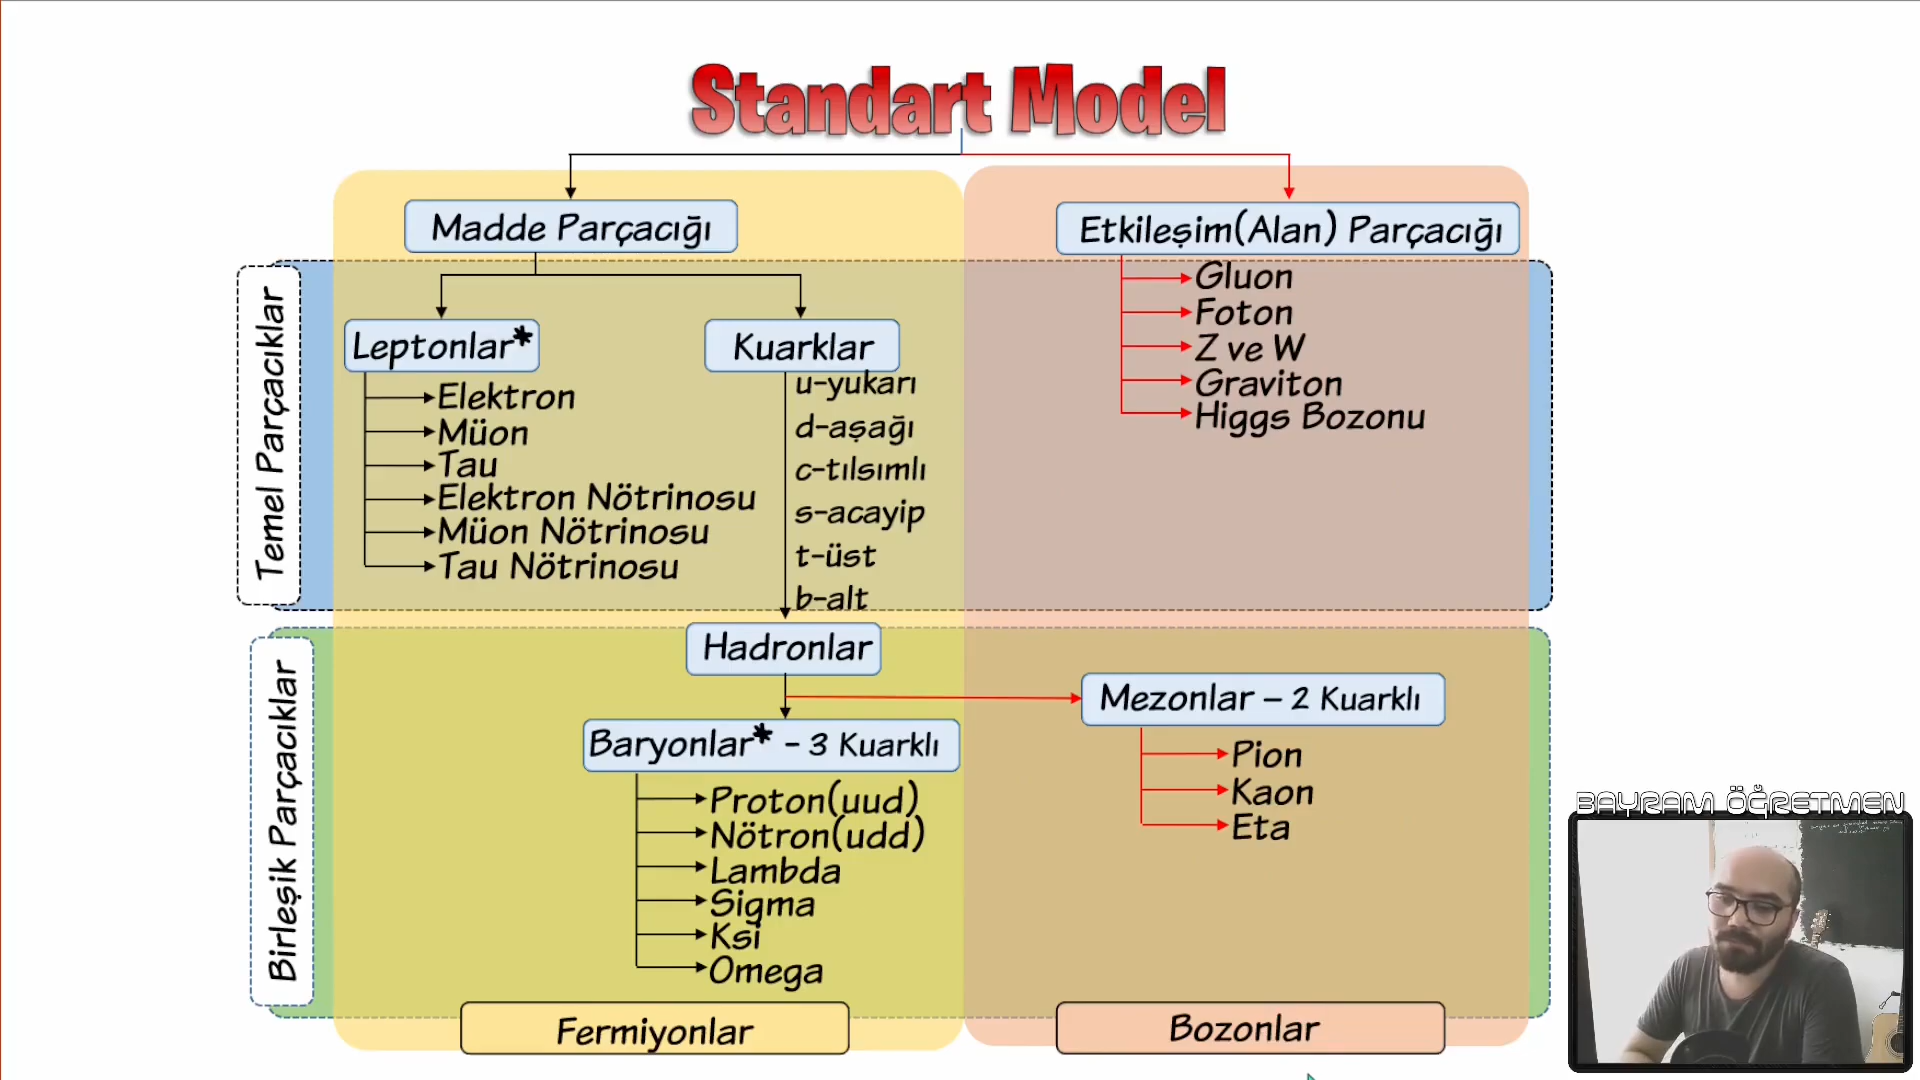 Standart Model
Madde Parçacığı
Etkileşim(Alan) Parçacığı
Temel Parçacıklar
Leptonlar*
Elektron
Müon
Tau
Elektron Nötrinosu
Müon Nötrinosu
Tau Nötrinosu
Kuarklar
u-yukarı
d-aşağı
c-tılsımlı
s-acayip
t-üst
b-alt
Gluon
Foton
Z ve W
Graviton
Higgs Bozonu
Birleşik Parçacıklar
Hadronlar
Baryonlar* - 3 Kuarklı
Proton(uud)
Nötron(udd)
Lambda
Sigma
Ksi
Omega
Mezonlar – 2 Kuarklı
Pion
Kaon
Eta
Fermiyonlar
Bozonlar
BAYRAM ÖĞRETMEN